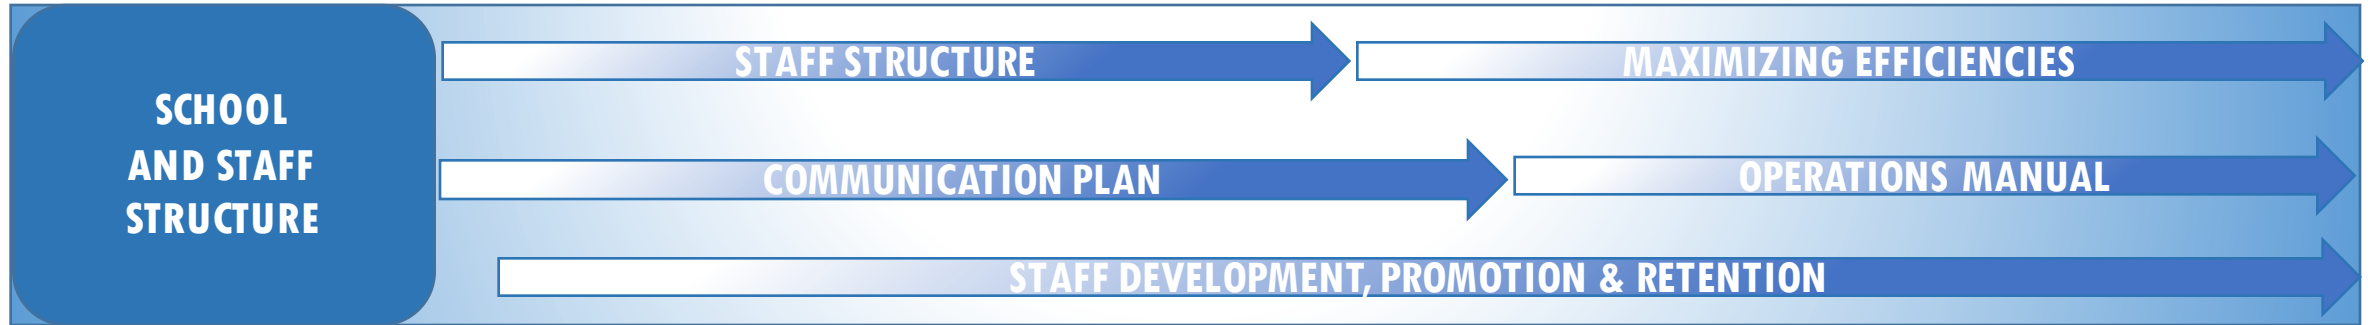 SCHOOL
AND STAFF
STRUCTURE
STAFF STRUCTURE
MAXIMIZING EFFICIENCIES
COMMUNICATION PLAN
OPERATIONS MANUAL
STAFF DEVELOPMENT, PROMOTION & RETENTION